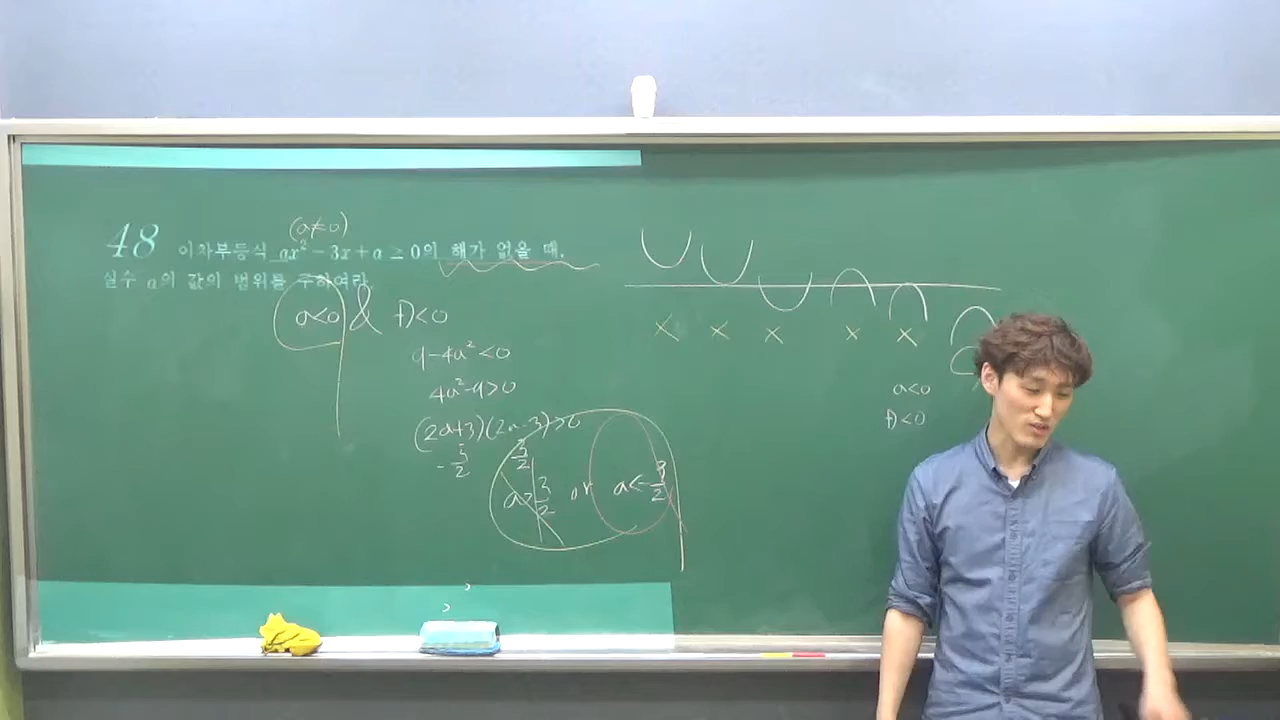 (a≠0)
48 이차부등식 ax² - 3x + a ≥ 0의 해가 없을 때,
실수 a의 값의 범위를 구하여라.
a<0 & D<0
9-4a²<0
4a²-9>0
(2a+3)(2a-3)>0
-3/2 3/2
a>3/2 or a<-3/2
x x x x x
a<0
D<0